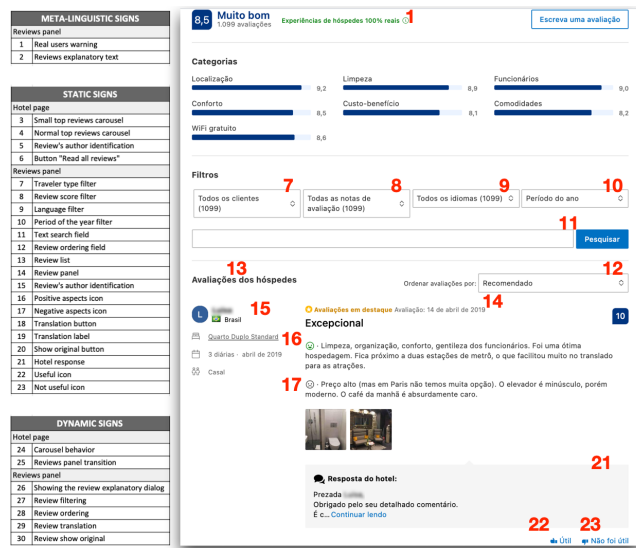 META-LINGUISTIC SIGNS
Reviews panel
1 Real users warning
2 Reviews explanatory text
STATIC SIGNS
Hotel page
3 Small top reviews carousel
4 Normal top reviews carousel
5 Review's author identification
6 Button "Read all reviews"
Reviews panel
7 Traveler type filter
8 Review score filter
9 Language filter
10 Period of the year filter
11 Text search field
12 Review ordering field
13 Review list
14 Review panel
15 Review's author identification
16 Positive aspects icon
17 Negative aspects icon
18 Translation button
19 Translation label
20 Show original button
21 Hotel response
22 Useful icon
23 Not useful icon
DYNAMIC SIGNS
Hotel page
24 Carousel behavior
25 Reviews panel transition
Reviews panel
26 Showing the review explanatory dialog
27 Review filtering
28 Review ordering
29 Review translation
30 Review show original
8,5 Muito bom
1.099 avaliações
Experiências de hóspedes 100% reais
1
Escreva uma avaliação
Categorias
Localização 9,2
Limpeza 8,9
Funcionários 9,0
Conforto 8,5
Custo-benefício 8,1
Comodidades 8,2
WiFi gratuito 8,6
Filtros
7 8 9 10
Todos os clientes (1099)
Todas as notas de avaliação (1099)
Todos os idiomas (1099)
Período do ano
11
Pesquisar
13
Avaliações dos hóspedes
12
Ordenar avaliações por: Recomendado
14
L
Brasil
15
Quarto Duplo Standard
3 diárias · abril de 2019
Casal
Avaliações em destaque Avaliação: 14 de abril de 2019
Excepcional
10
16
· Limpeza, organização, conforto, gentileza dos funcionários. Foi uma ótima
hospedagem. Fica próximo a duas estações de metrô, o que facilitou muito no translado
para as atrações.
17
· Preço alto (mas em Paris não temos muita opção). O elevador é minúsculo, porém
moderno. O café da manhã é absurdamente caro.
21
Resposta do hotel:
Prezada
Obrigado pelo seu detalhado comentário.
É c... Continuar lendo
22 23
Útil Não foi útil